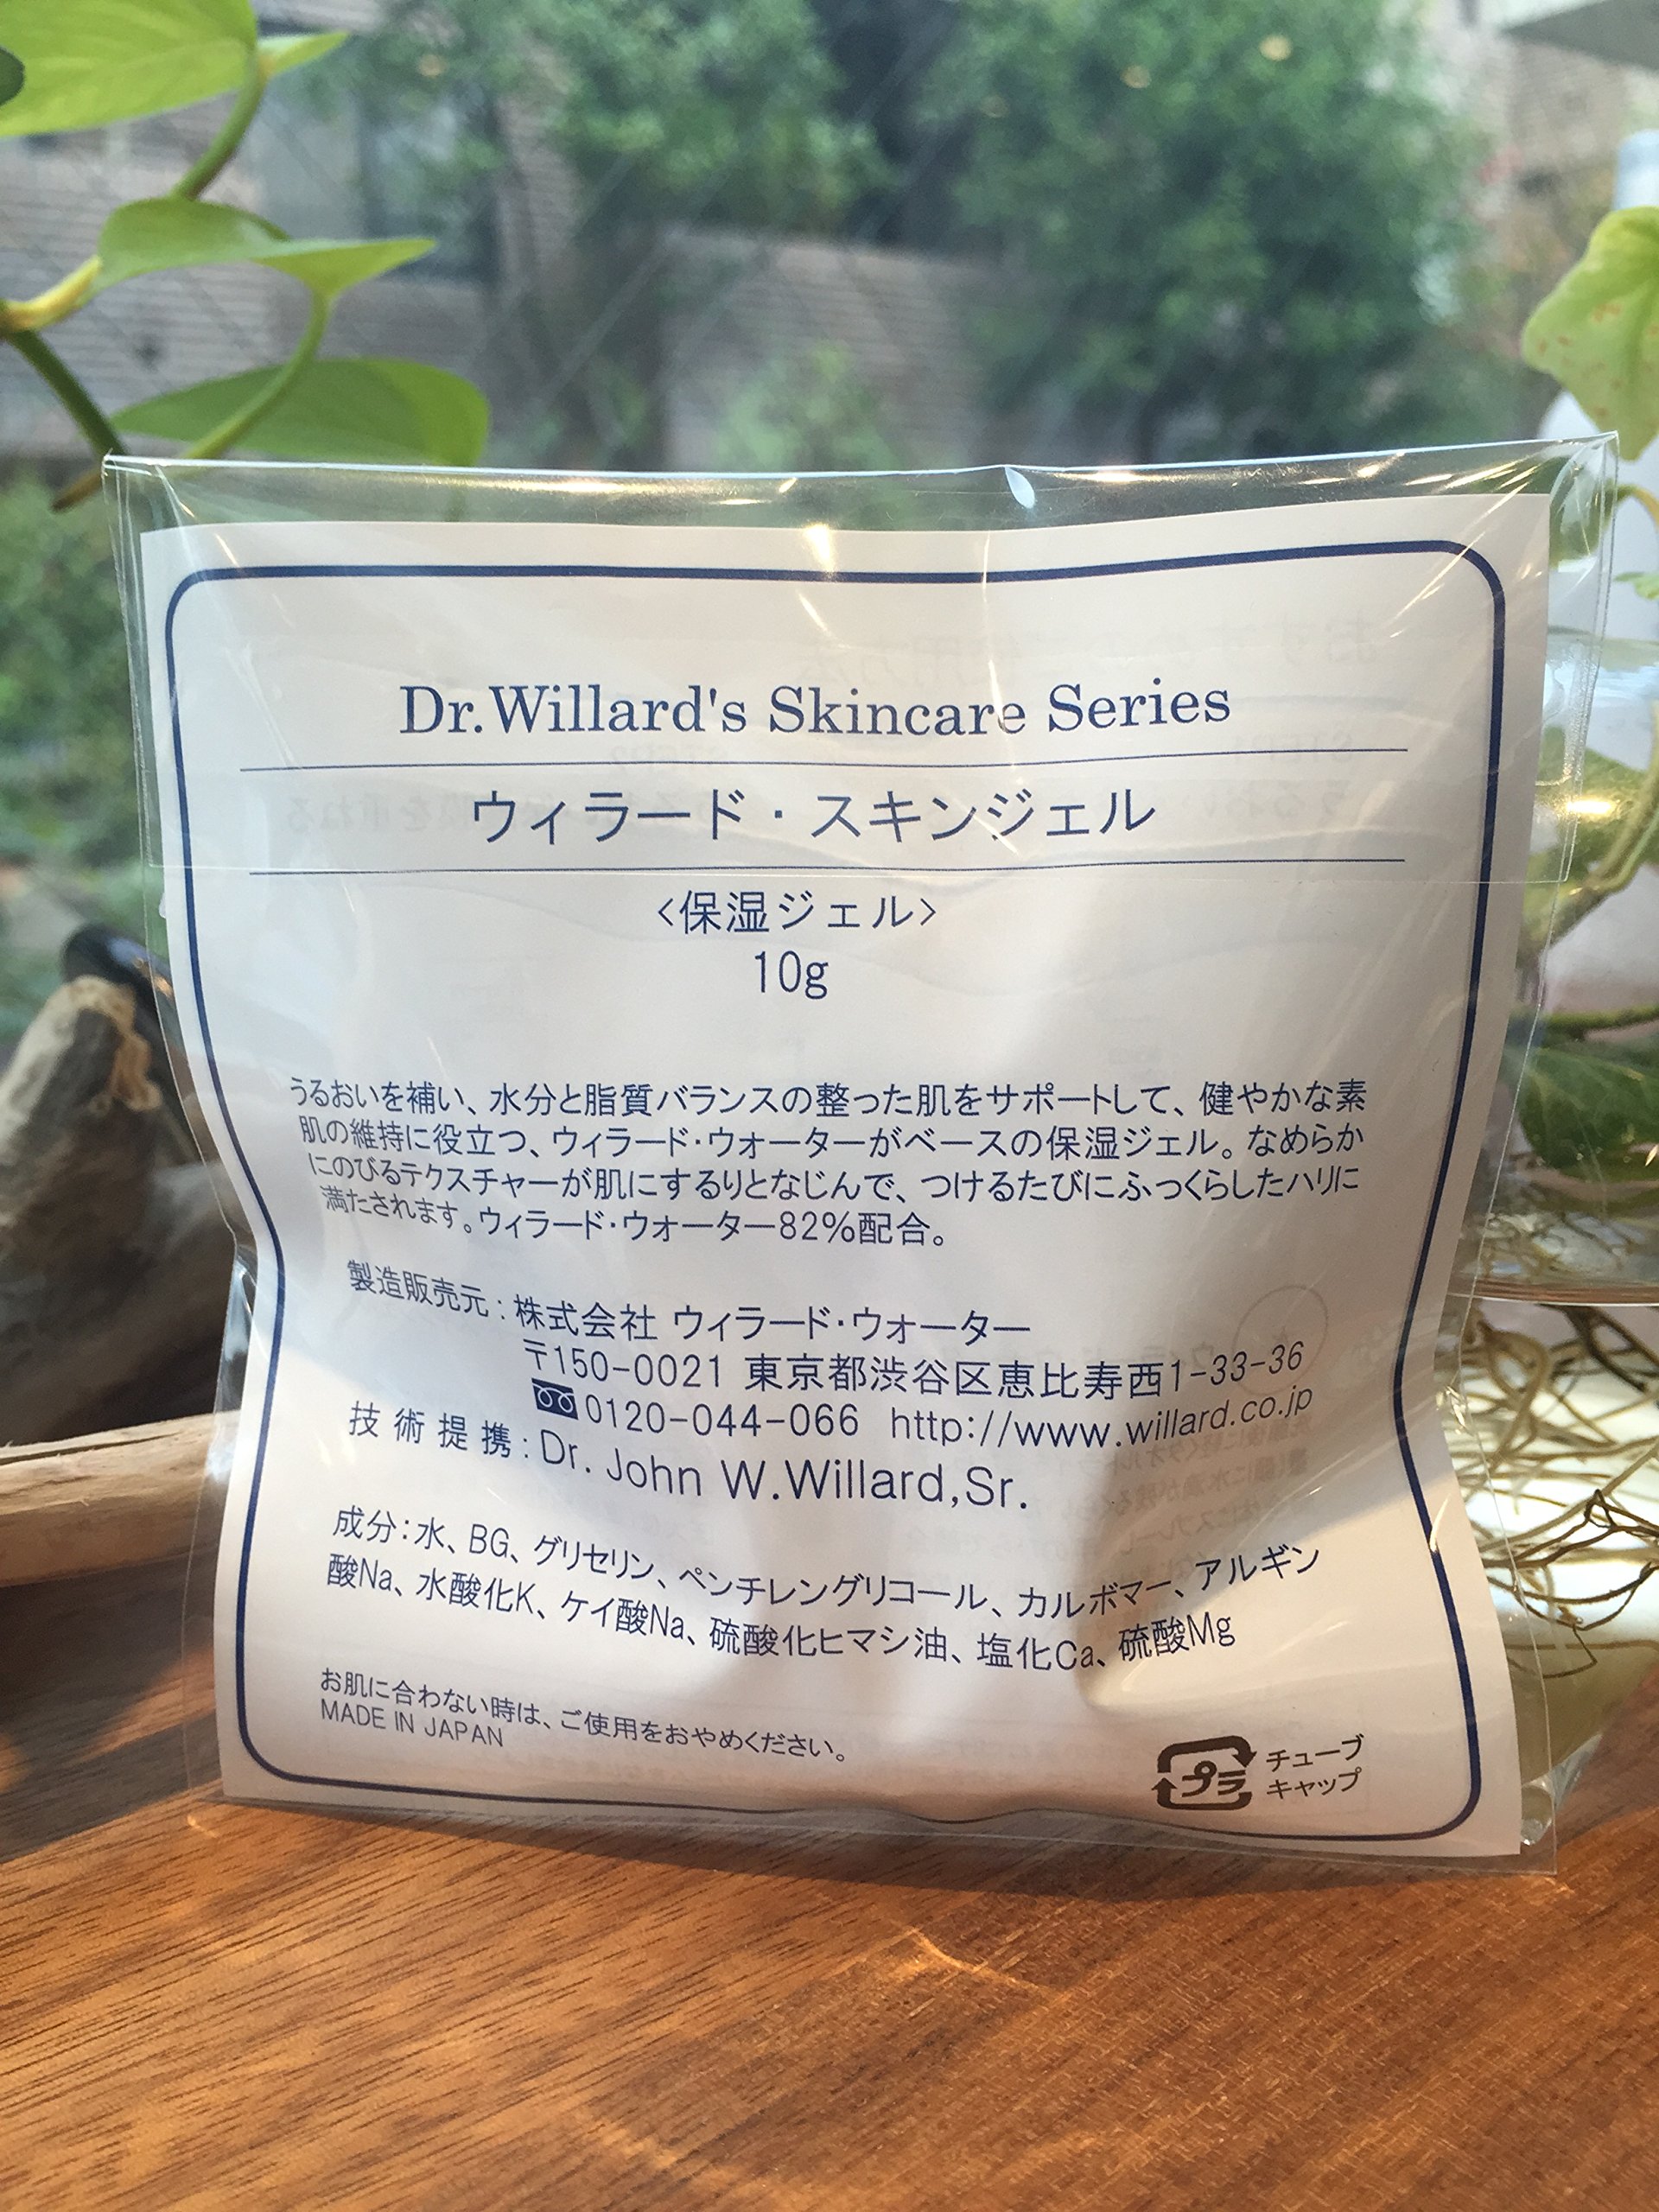 Dr.Willard's Skincare Series
ウィラード・スキンジェル
<保湿ジェル>
10g
うるおいを補い、水分と脂質バランスの整った肌をサポートして、健やかな素
肌の維持に役立つ、ウィラード・ウォーターがベースの保湿ジェル。なめらか
にのびるテクスチャーが肌にするりとなじんで、つけるたびにふっくらしたハリに
満たされます。ウィラード・ウォーター82%配合。
製造販売元：株式会社 ウィラード・ウォーター
〒150-0021 東京都渋谷区恵比寿西1-33-36
0120-044-066 http://www.willard.co.jp
技術提携：Dr. John W.Willard,Sr.
成分：水、BG、グリセリン、ペンチレングリコール、カルボマー、アルギン
酸Na、水酸化K、ケイ酸Na、硫酸化ヒマシ油、塩化Ca、硫酸Mg
お肌に合わない時は、ご使用をおやめください。
MADE IN JAPAN
プラ
チューブ
キャップ